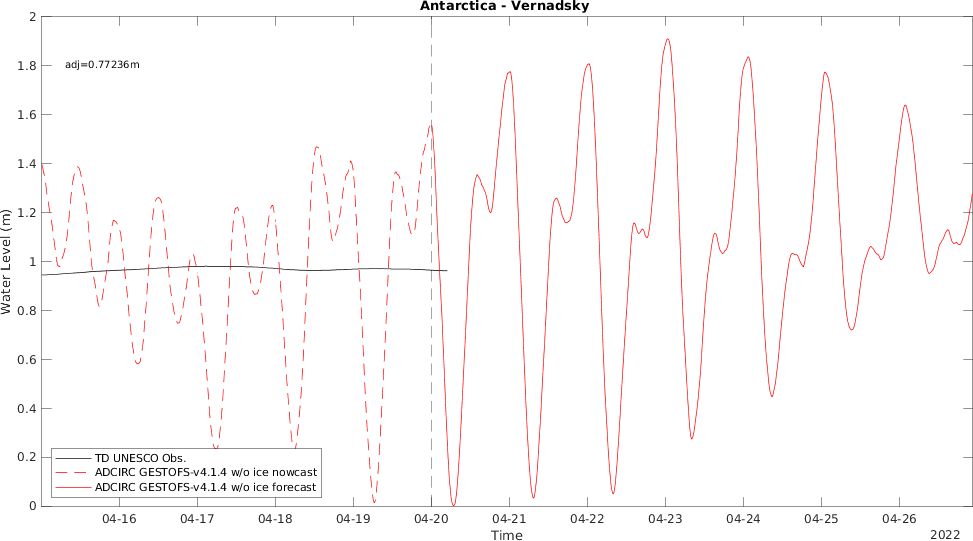 Antarctica - Vernadsky
adj=0.77236m
Water Level (m)
2
1.8
1.6
1.4
1.2
1
0.8
0.6
0.4
0.2
0
TD UNESCO Obs.
ADCIRC GESTOFS-v4.1.4 w/o ice nowcast
ADCIRC GESTOFS-v4.1.4 w/o ice forecast
04-16 04-17 04-18 04-19 04-20 04-21 04-22 04-23 04-24 04-25 04-26
Time
2022